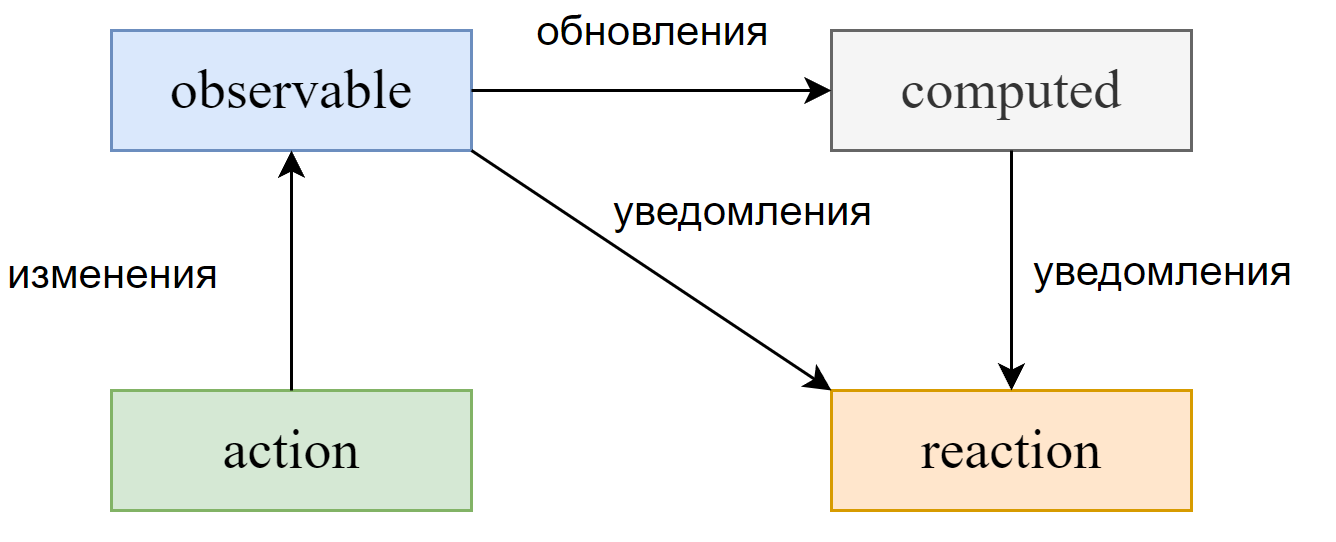 обновления
observable
computed
уведомления
изменения
уведомления
action
reaction